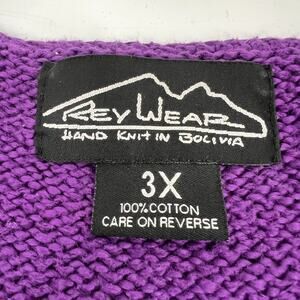 REY WEAR
HAND KNIT IN BOLIVIA
3X
100% COTTON
CARE ON REVERSE